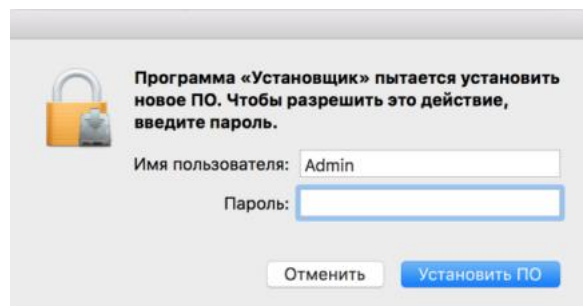 Программа «Установщик» пытается установить
новое ПО. Чтобы разрешить это действие,
введите пароль.
Имя пользователя: Admin
Пароль:
Отменить Установить ПО